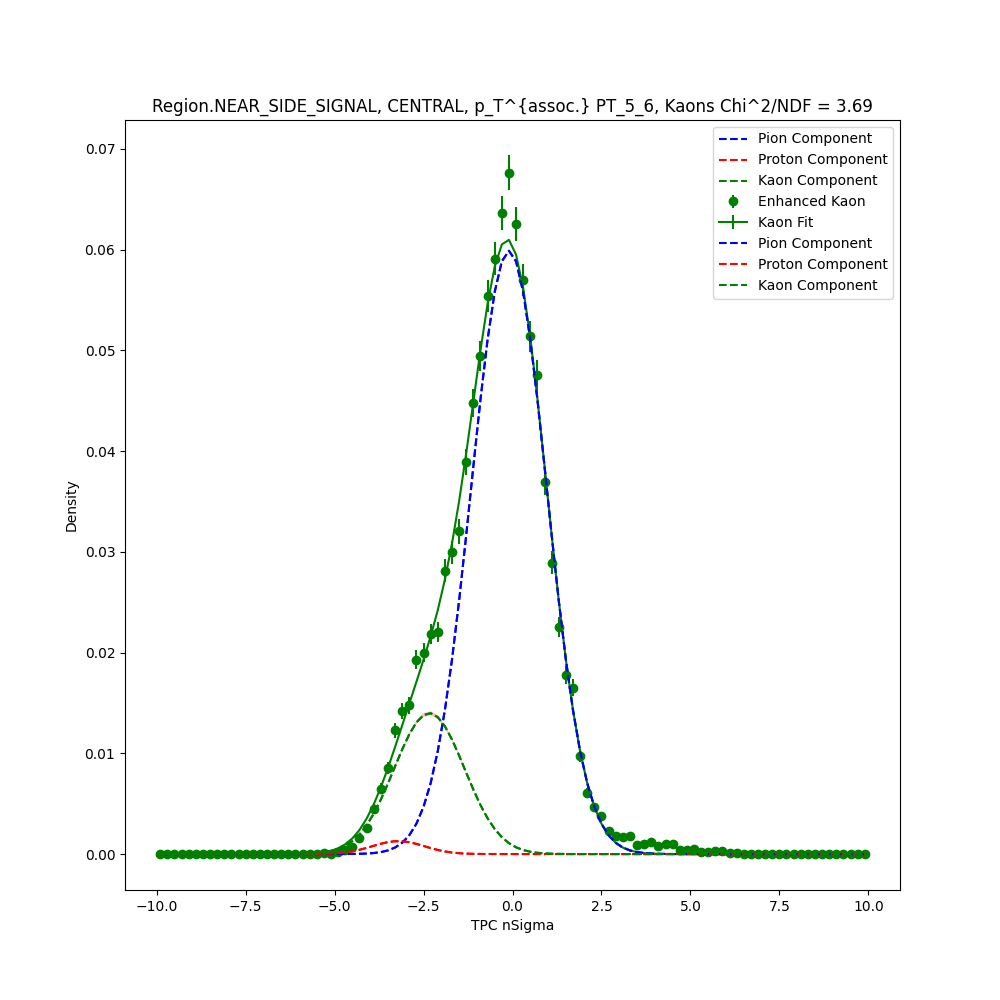 Region.NEAR_SIDE_SIGNAL, CENTRAL, p_T^{assoc.} PT_5_6, Kaons Chi^2/NDF = 3.69
Pion Component
Proton Component
Kaon Component
Enhanced Kaon
Kaon Fit
Pion Component
Proton Component
Kaon Component
0.07
0.06
0.05
0.04
0.03
0.02
0.01
0.00
Density
−10.0 −7.5 −5.0 −2.5 0.0 2.5 5.0 7.5 10.0
TPC nSigma